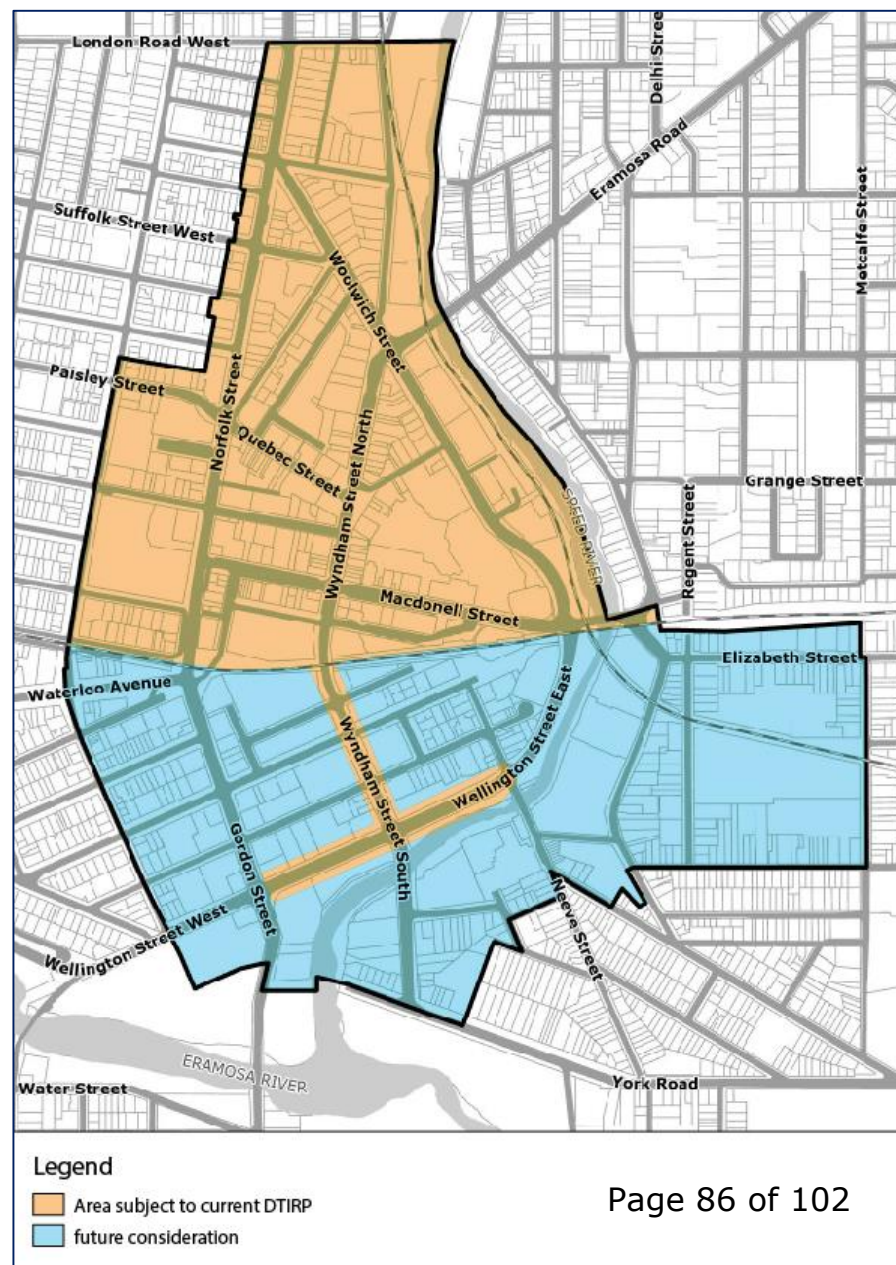 London Road West
Delhi Stree
Eramosa Road
Metcalfe Street
Suffolk Street West
Woolwich Street
Paisley Street
Norfolk Street
Quebec Street
Wyndham Street North
Grange Street
SPEED RIVER
Regent Street
Macdonell Street
Elizabeth Street
Waterloo Avenue
Wyndham Street South
Wellington Street East
Gordon Street
Wellington Street West
Neeve Street
ERAMOSA RIVER
York Road
Water Street
Legend
Area subject to current DTIRP
future consideration
Page 86 of 102